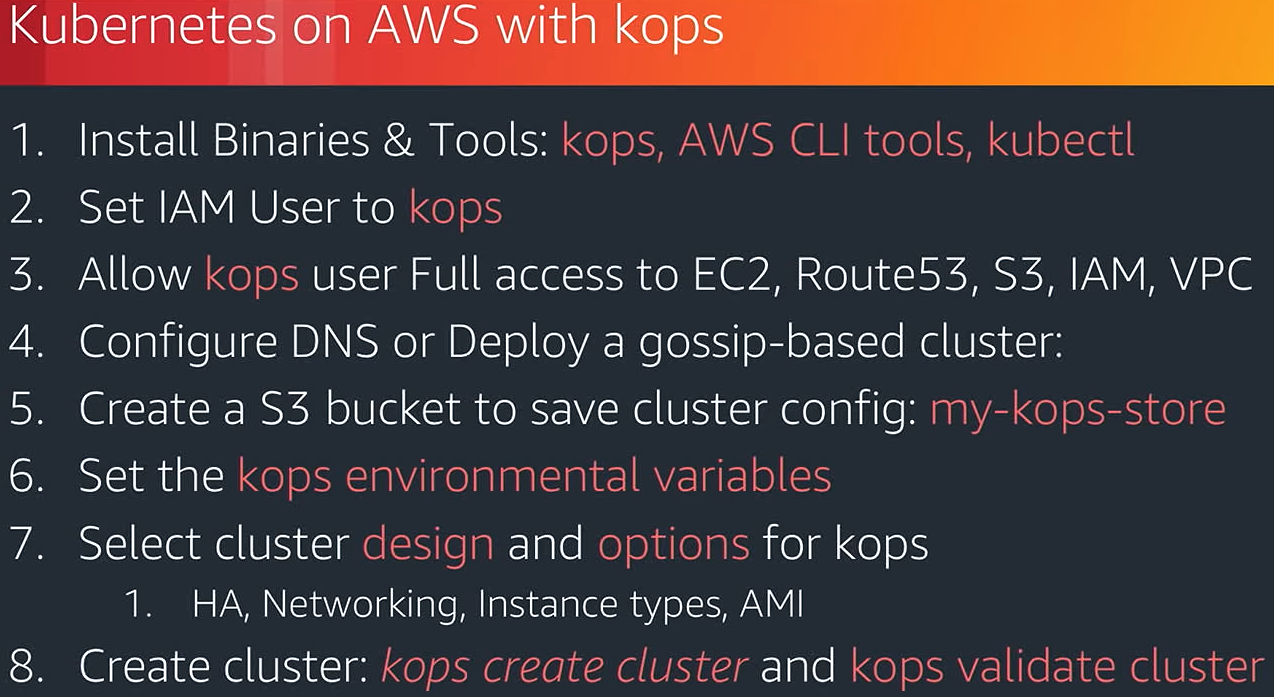 Kubernetes on AWS with kops
1. Install Binaries & Tools: kops, AWS CLI tools, kubectl
2. Set IAM User to kops
3. Allow kops user Full access to EC2, Route53, S3, IAM, VPC
4. Configure DNS or Deploy a gossip-based cluster:
5. Create a S3 bucket to save cluster config: my-kops-store
6. Set the kops environmental variables
7. Select cluster design and options for kops
1. HA, Networking, Instance types, AMI
8. Create cluster: kops create cluster and kops validate cluster